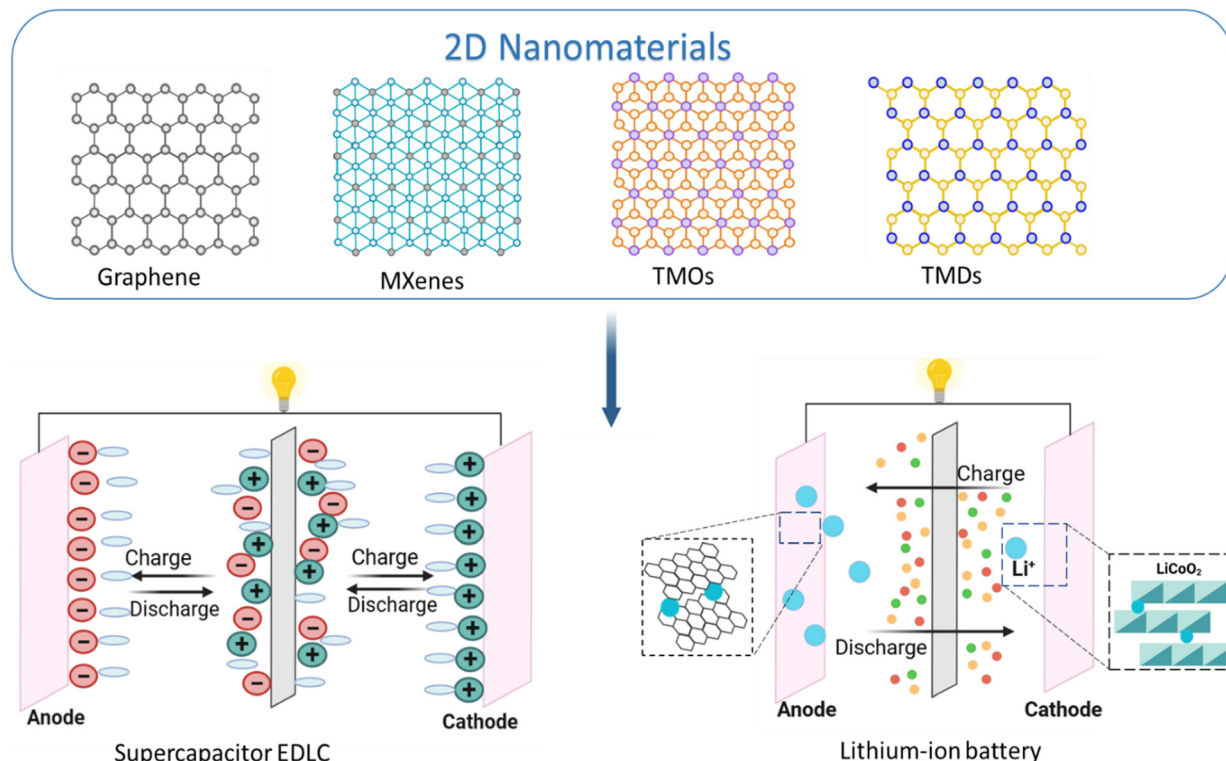 2D Nanomaterials
Graphene
MXenes
TMOs
TMDs
Charge
Discharge
Charge
Discharge
Anode
Cathode
Supercapacitor EDLC
Charge
Li⁺
LiCoO₂
Discharge
Anode
Cathode
Lithium-ion battery